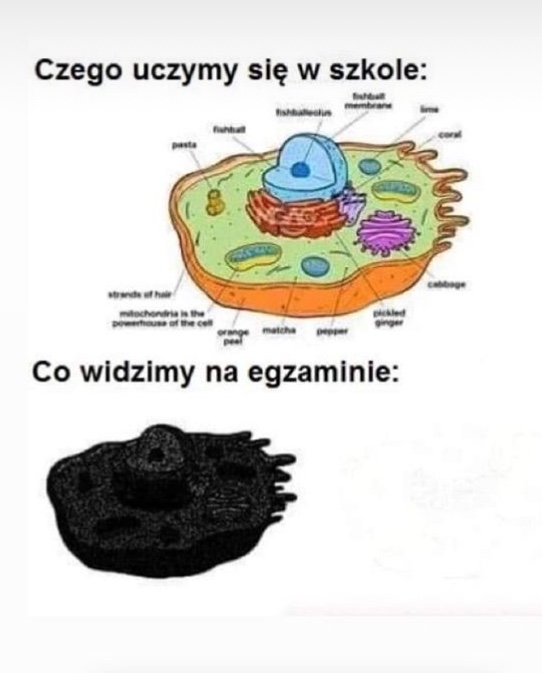 Czego uczymy się w szkole:
fishball membrane
fishballeolus
lime
fishball
coral
pasta
strands of hair
cabbage
mitochondria is the
powerhouse of the cell
orange peel
matcha
pepper
pickled ginger
Co widzimy na egzaminie: